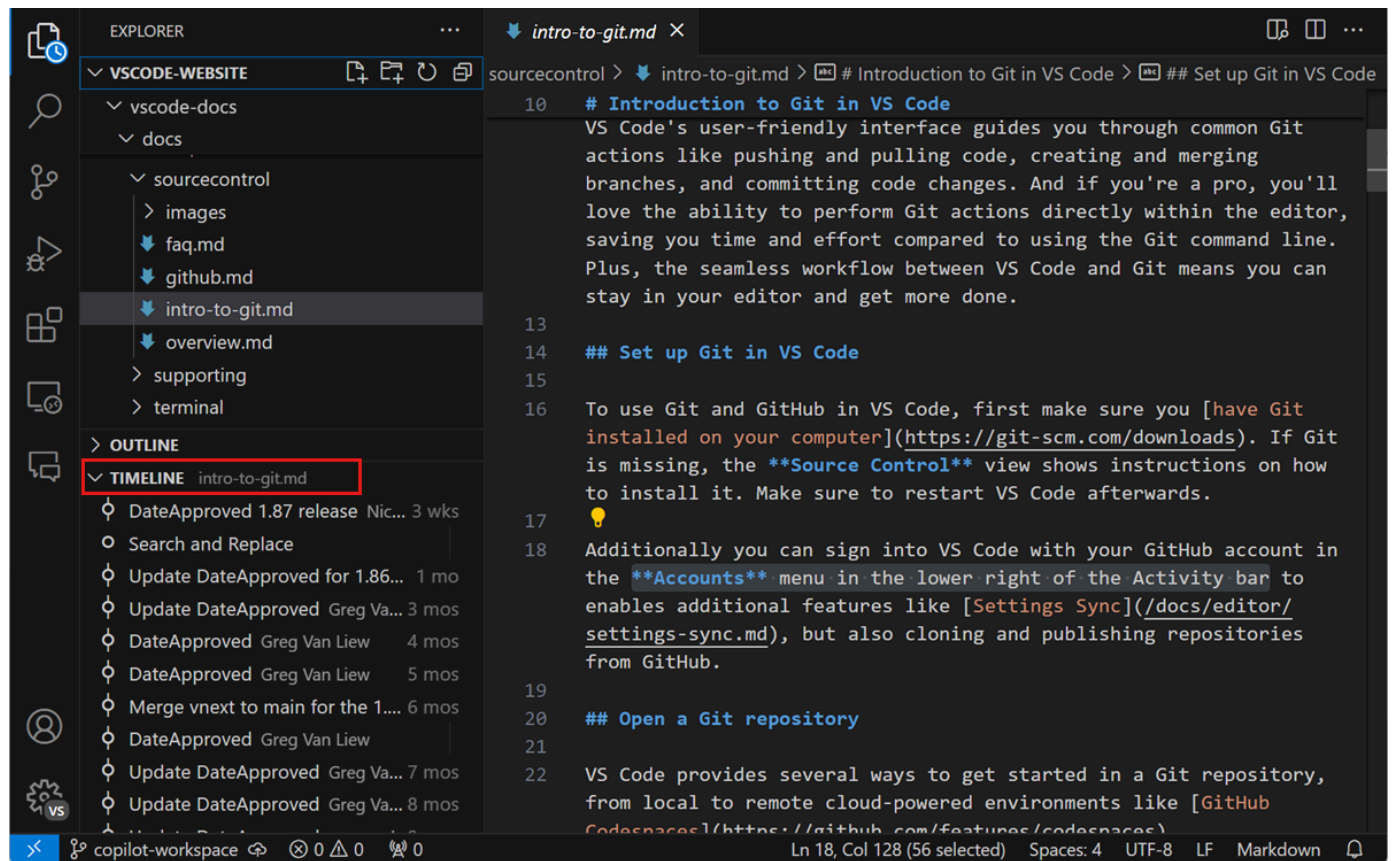 EXPLORER
VSCODE-WEBSITE
vscode-docs
docs
sourcecontrol
images
faq.md
github.md
intro-to-git.md
overview.md
supporting
terminal
OUTLINE
TIMELINE intro-to-git.md
DateApproved 1.87 release Nic... 3 wks
Search and Replace
Update DateApproved for 1.86... 1 mo
Update DateApproved Greg Va... 3 mos
DateApproved Greg Van Liew 4 mos
DateApproved Greg Van Liew 5 mos
Merge vnext to main for the 1.... 6 mos
DateApproved Greg Van Liew
Update DateApproved Greg Va... 7 mos
Update DateApproved Greg Va... 8 mos
VS
intro-to-git.md
sourcecontrol > intro-to-git.md > # Introduction to Git in VS Code > ## Set up Git in VS Code
10 # Introduction to Git in VS Code
VS Code's user-friendly interface guides you through common Git
actions like pushing and pulling code, creating and merging
branches, and committing code changes. And if you're a pro, you'll
love the ability to perform Git actions directly within the editor,
saving you time and effort compared to using the Git command line.
Plus, the seamless workflow between VS Code and Git means you can
stay in your editor and get more done.
13
14 ## Set up Git in VS Code
15
16 To use Git and GitHub in VS Code, first make sure you [have Git
installed on your computer](https://git-scm.com/downloads). If Git
is missing, the **Source Control** view shows instructions on how
to install it. Make sure to restart VS Code afterwards.
17
18 Additionally you can sign into VS Code with your GitHub account in
the **Accounts** menu in the lower right of the Activity bar to
enables additional features like [Settings Sync](/docs/editor/
settings-sync.md), but also cloning and publishing repositories
from GitHub.
19
20 ## Open a Git repository
21
22 VS Code provides several ways to get started in a Git repository,
from local to remote cloud-powered environments like [GitHub
Codespaces](https://github.com/features/codespaces)
copilot-workspace 0 0 0 Ln 18, Col 128 (56 selected) Spaces: 4 UTF-8 LF Markdown